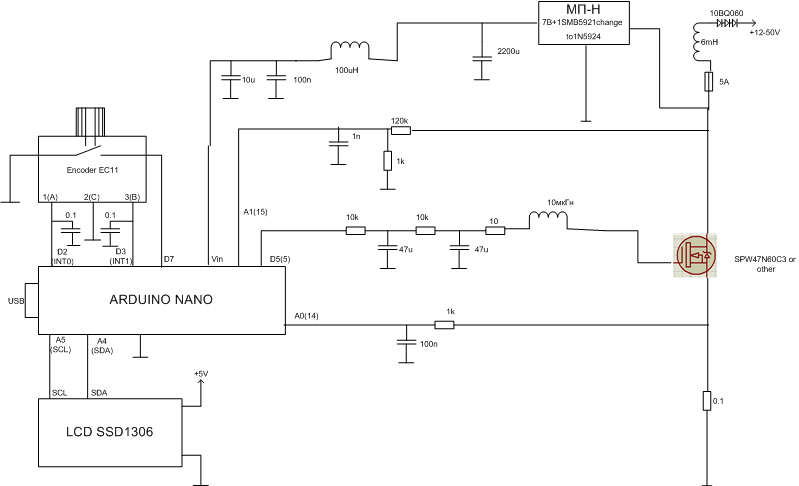 МП-Н
7B+1SMB5921change
to1N5924
10BQ060
+12-50V
6mH
5A
2200u
100uH
10u
100n
120k
1n
1k
Encoder EC11
1(A)
2(C)
3(B)
0.1
0.1
A1(15)
10k
10k
10
10мкГн
47u
47u
D2
(INT0)
D3
(INT1)
D7
Vin
D5(5)
SPW47N60C3 or
other
USB
ARDUINO NANO
A0(14)
1k
100n
A5
(SCL)
A4
(SDA)
+5V
SCL
SDA
LCD SSD1306
0.1